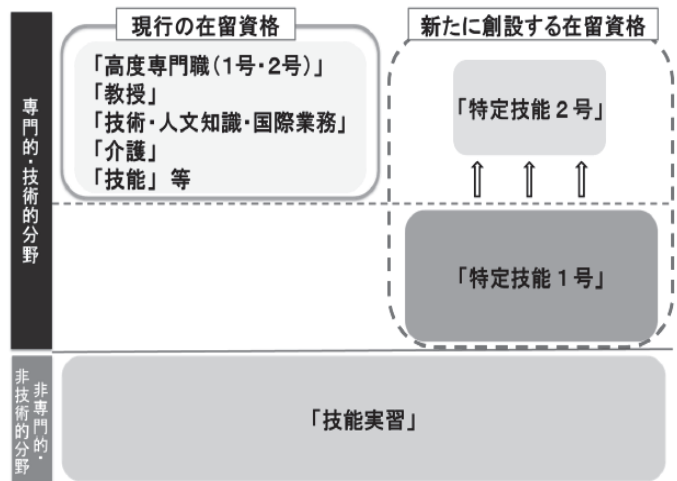 現行の在留資格
「高度専門職（1号・2号）」
「教授」
「技術・人文知識・国際業務」
「介護」
「技能」 等
新たに創設する在留資格
「特定技能２号」
「特定技能１号」
専門的・技術的分野
非専門的・
非技術的分野
「技能実習」